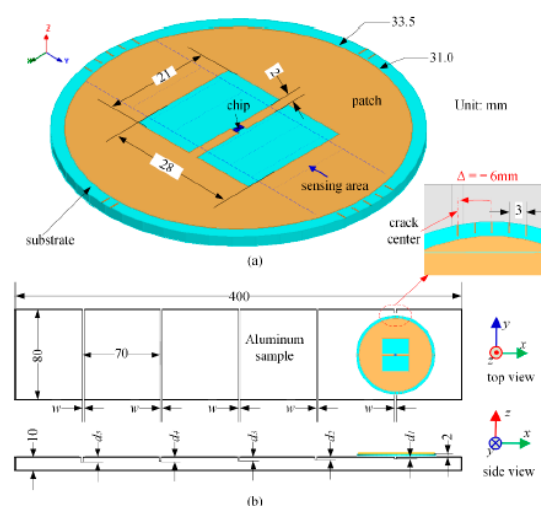 (a)
33.5
31.0
21
2
chip
patch
Unit: mm
28
sensing area
substrate
Δ = − 6mm
3
crack
center
(a)
(b)
400
80
70
Aluminum
sample
w
w
w
w
w
y
x
z
top view
10
d5
d4
d3
d2
d1
2
z
x
y
side view
(b)
z
x
y